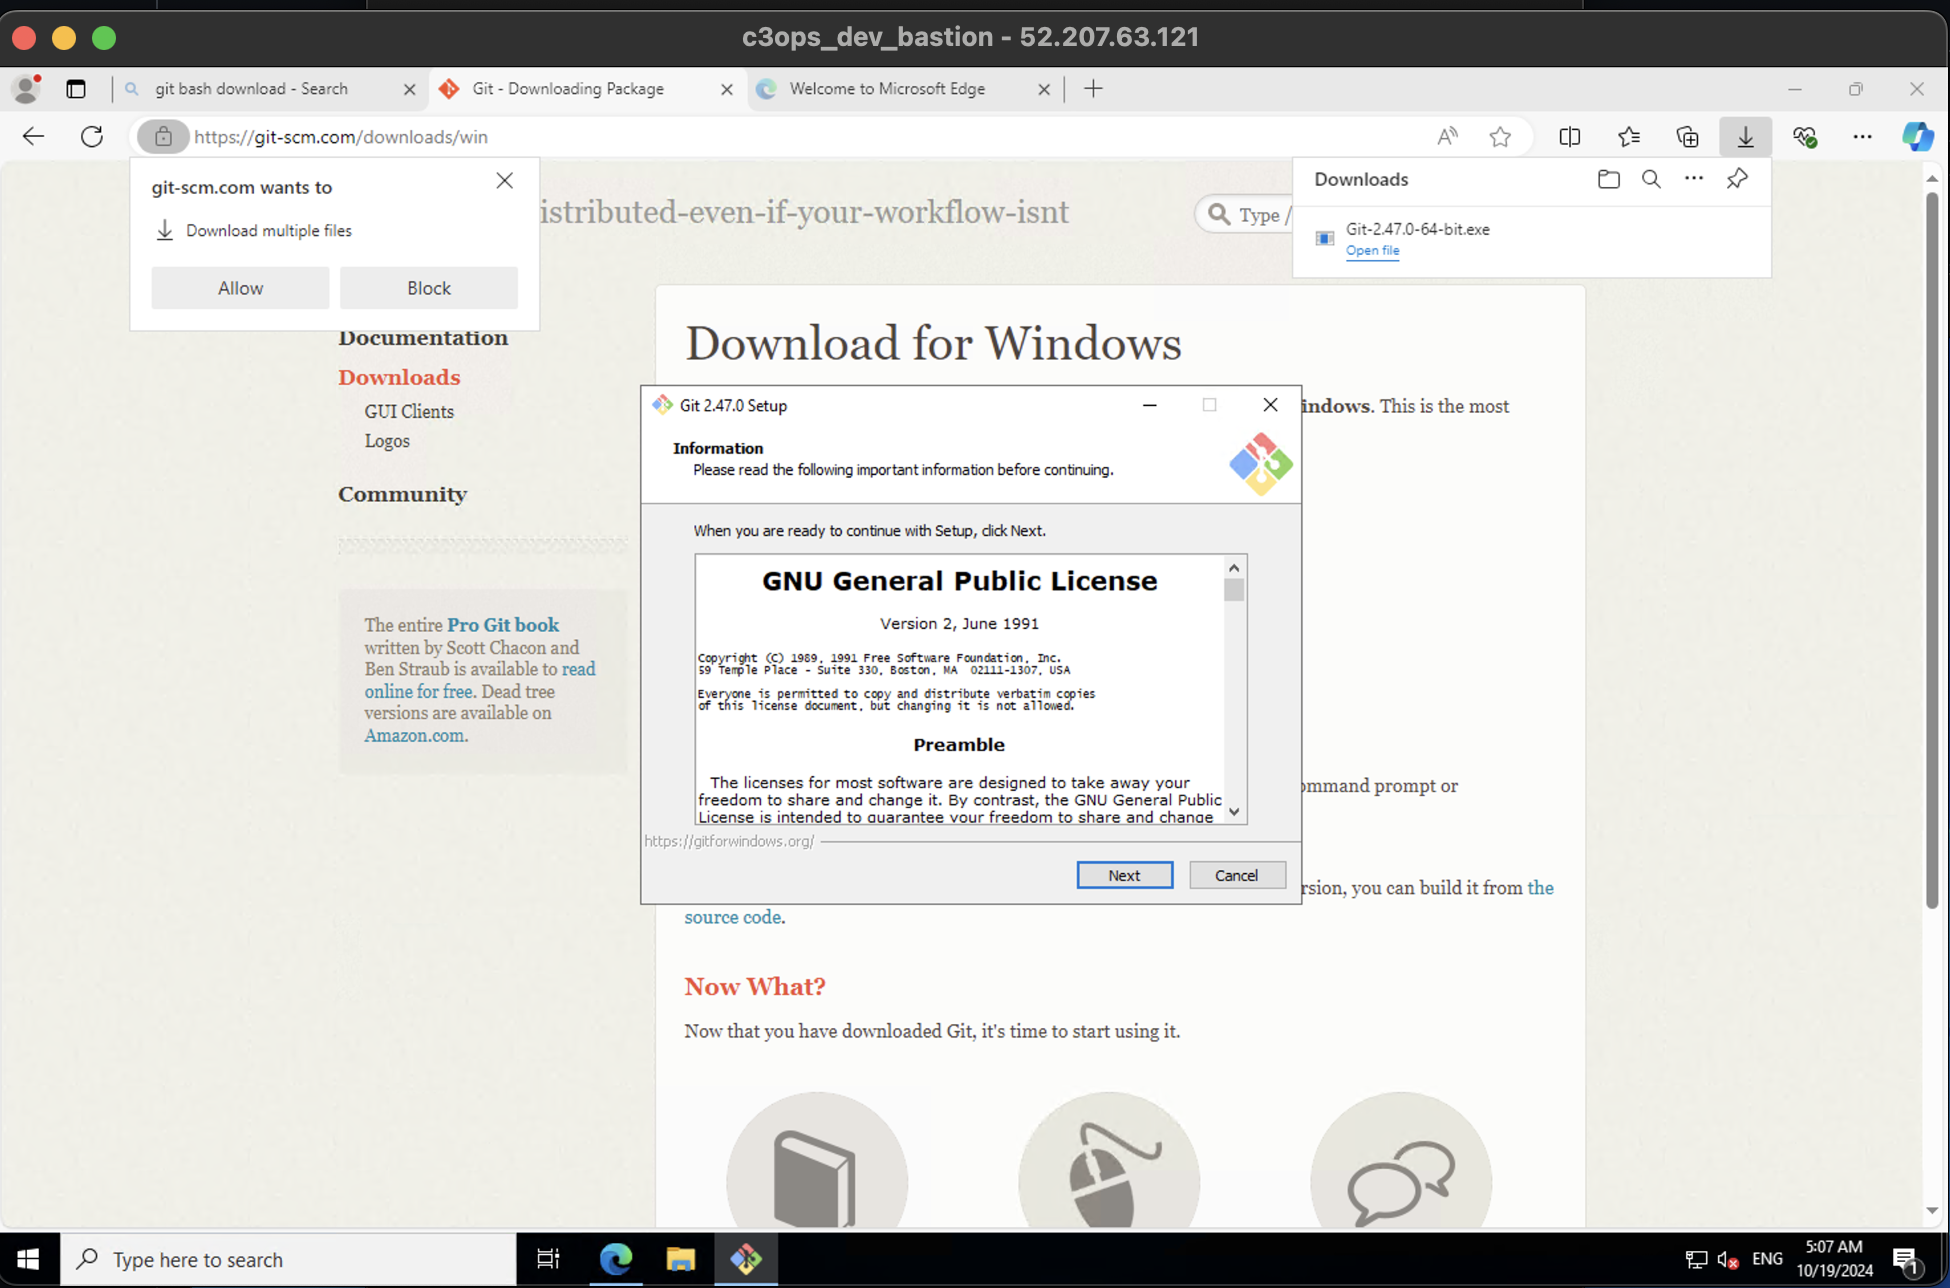 c3ops_dev_bastion - 52.207.63.121
git bash download - Search
Git - Downloading Package
Welcome to Microsoft Edge
https://git-scm.com/downloads/win
git-scm.com wants to
Download multiple files
Allow
Block
istributed-even-if-your-workflow-isnt
Type /
Downloads
Git-2.47.0-64-bit.exe
Open file
Documentation
Downloads
GUI Clients
Logos
Community
The entire Pro Git book
written by Scott Chacon and
Ben Straub is available to read
online for free. Dead tree
versions are available on
Amazon.com.
Download for Windows
indows. This is the most
Git 2.47.0 Setup
Information
Please read the following important information before continuing.
When you are ready to continue with Setup, click Next.
GNU General Public License
Version 2, June 1991
Copyright (C) 1989, 1991 Free Software Foundation, Inc.
59 Temple Place - Suite 330, Boston, MA  02111-1307, USA
Everyone is permitted to copy and distribute verbatim copies
of this license document, but changing it is not allowed.
Preamble
The licenses for most software are designed to take away your
freedom to share and change it. By contrast, the GNU General Public
License is intended to guarantee your freedom to share and change
https://gitforwindows.org/
Next
Cancel
ommand prompt or
rsion, you can build it from the
source code.
Now What?
Now that you have downloaded Git, it's time to start using it.
Type here to search
ENG
5:07 AM
10/19/2024
1